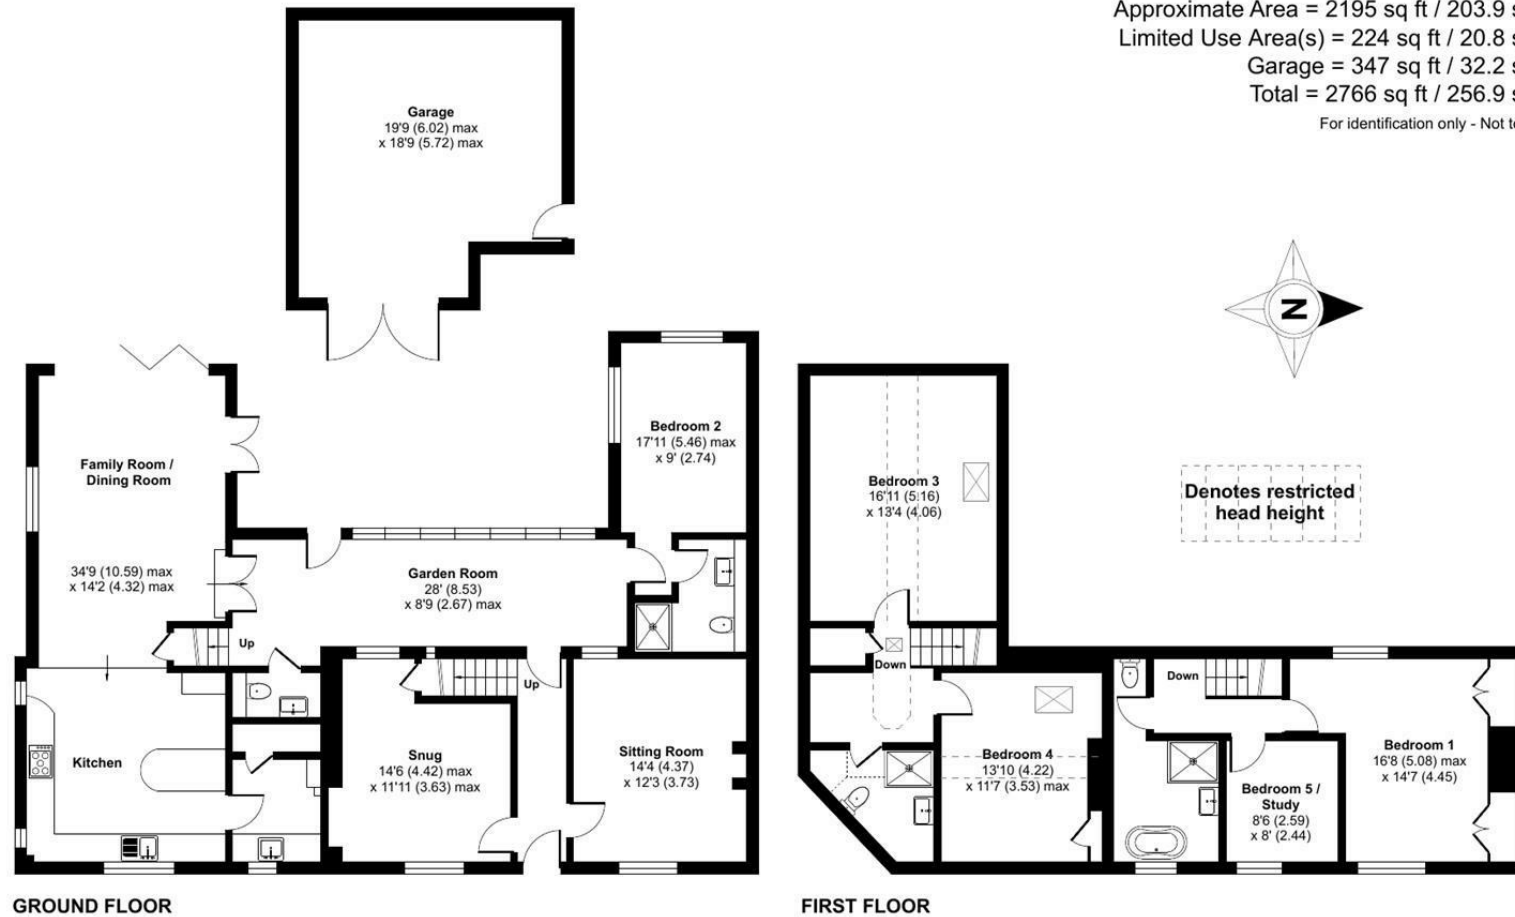 Approximate Area = 2195 sq ft / 203.9 s
Limited Use Area(s) = 224 sq ft / 20.8 s
Garage = 347 sq ft / 32.2 s
Total = 2766 sq ft / 256.9 s
For identification only - Not to
Garage
19'9 (6.02) max
x 18'9 (5.72) max
N
Bedroom 2
17'11 (5.46) max
x 9' (2.74)
Family Room /
Dining Room
34'9 (10.59) max
x 14'2 (4.32) max
Garden Room
28' (8.53)
x 8'9 (2.67) max
Up
Up
Kitchen
Snug
14'6 (4.42) max
x 11'11 (3.63) max
Sitting Room
14'4 (4.37)
x 12'3 (3.73)
GROUND FLOOR
Bedroom 3
16'11 (5.16)
x 13'4 (4.06)
Denotes restricted
head height
Down
Down
Bedroom 4
13'10 (4.22)
x 11'7 (3.53) max
Bedroom 5 /
Study
8'6 (2.59)
x 8' (2.44)
Bedroom 1
16'8 (5.08) max
x 14'7 (4.45)
FIRST FLOOR